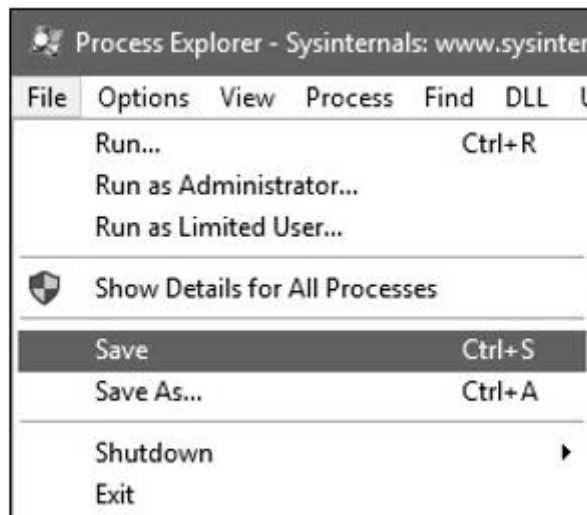 Process Explorer - Sysinternals: www.sysinter
File Options View Process Find DLL
Run... Ctrl+R
Run as Administrator...
Run as Limited User...
Show Details for All Processes
Save Ctrl+S
Save As... Ctrl+A
Shutdown
Exit